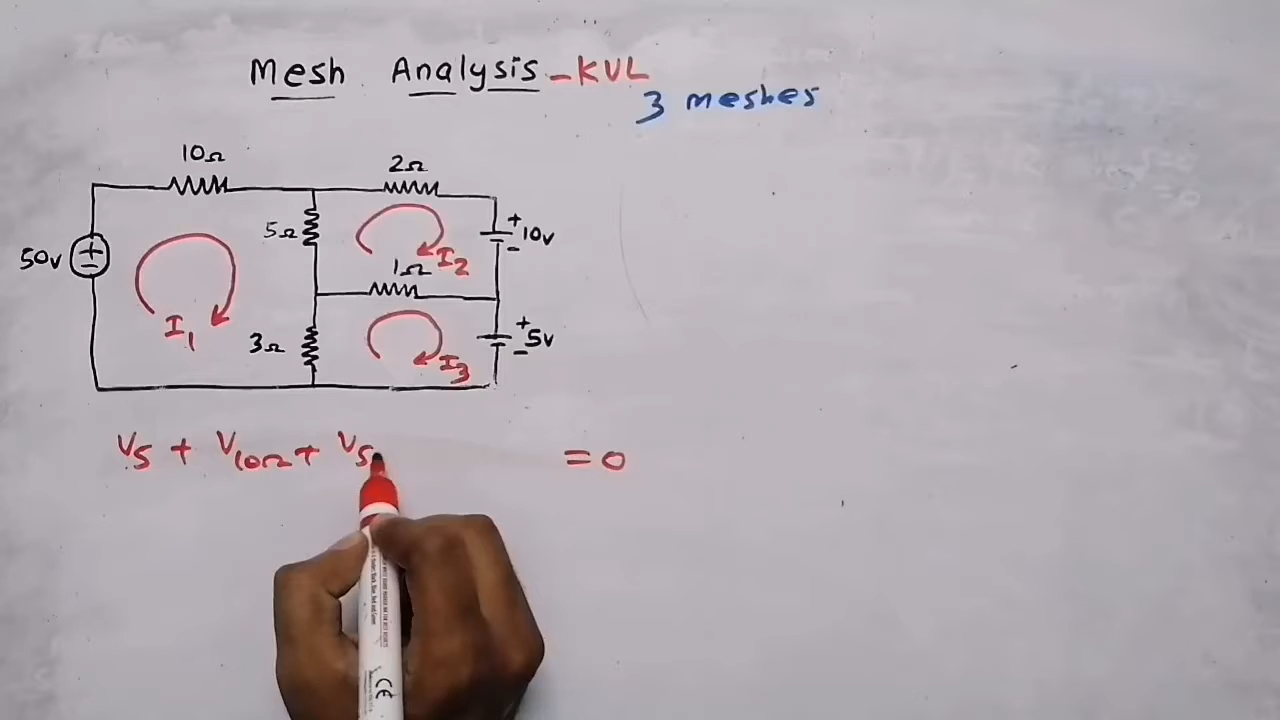 Mesh Analysis - KVL
3 meshes
10Ω
2Ω
50v
5Ω
10v
I2
1Ω
I1
3Ω
5v
I3
VS + V10Ω + V5 = 0
CE